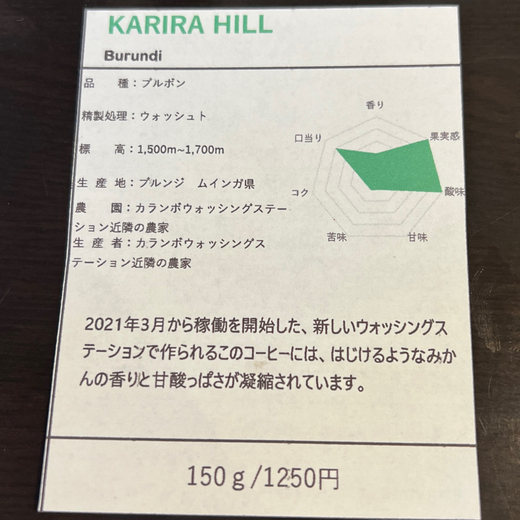 KARIRA HILL
Burundi
品　種：ブルボン
精製処理：ウォッシュト
標　高：1,500m~1,700m
生 産 地：ブルンジ　ムインガ県
農　園：カランボウォッシングステー
ション近隣の農家
生 産 者：カランボウォッシングス
テーション近隣の農家
香り
口当り
果実感
コク
酸味
苦味
甘味
2021年3月から稼働を開始した、新しいウォッシングス
テーションで作られるこのコーヒーには、はじけるようなみか
んの香りと甘酸っぱさが凝縮されています。
150ｇ/1250円